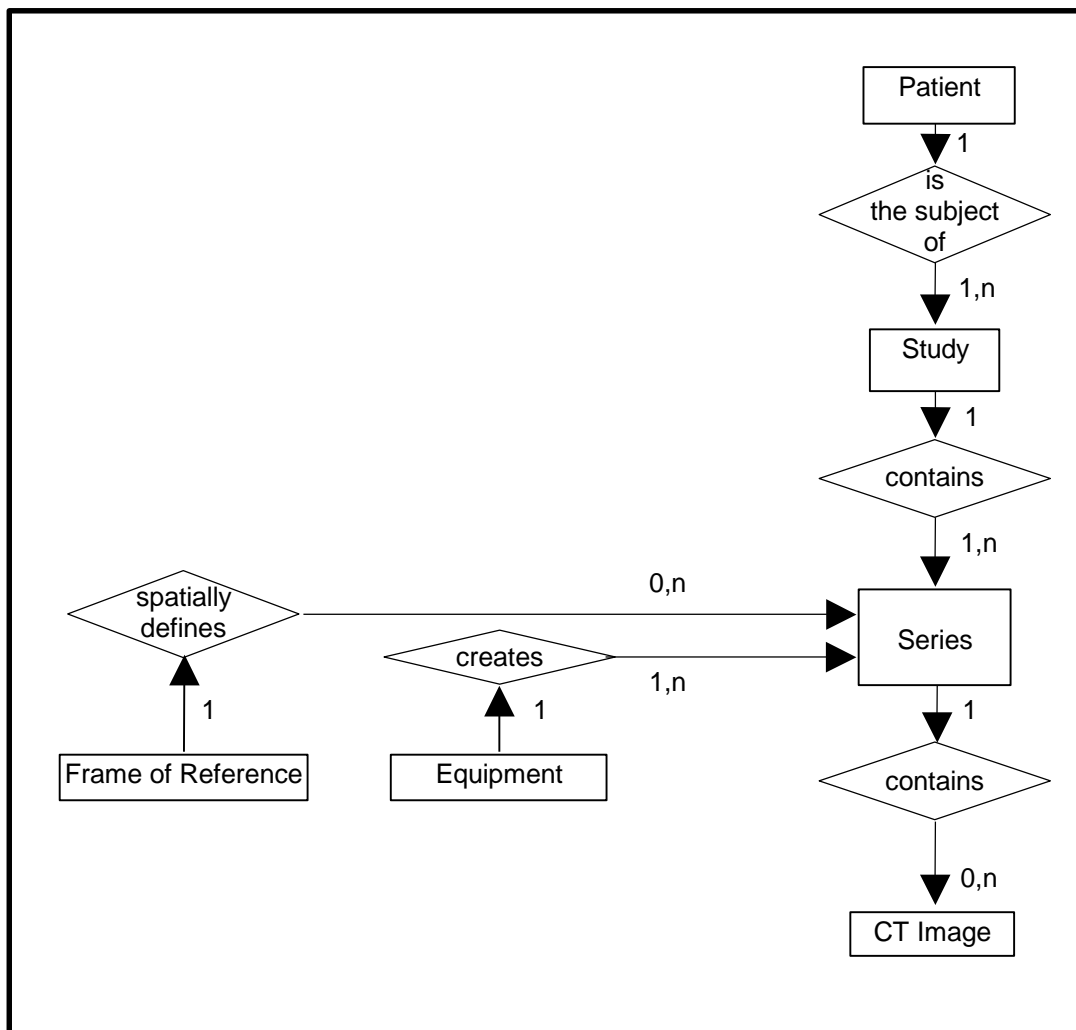 Patient
1
is
the subject
of
1,n
Study
1
contains
1,n
spatially
defines
0,n
Series
creates
1,n
1
1
1
Frame of Reference
Equipment
contains
0,n
CT Image